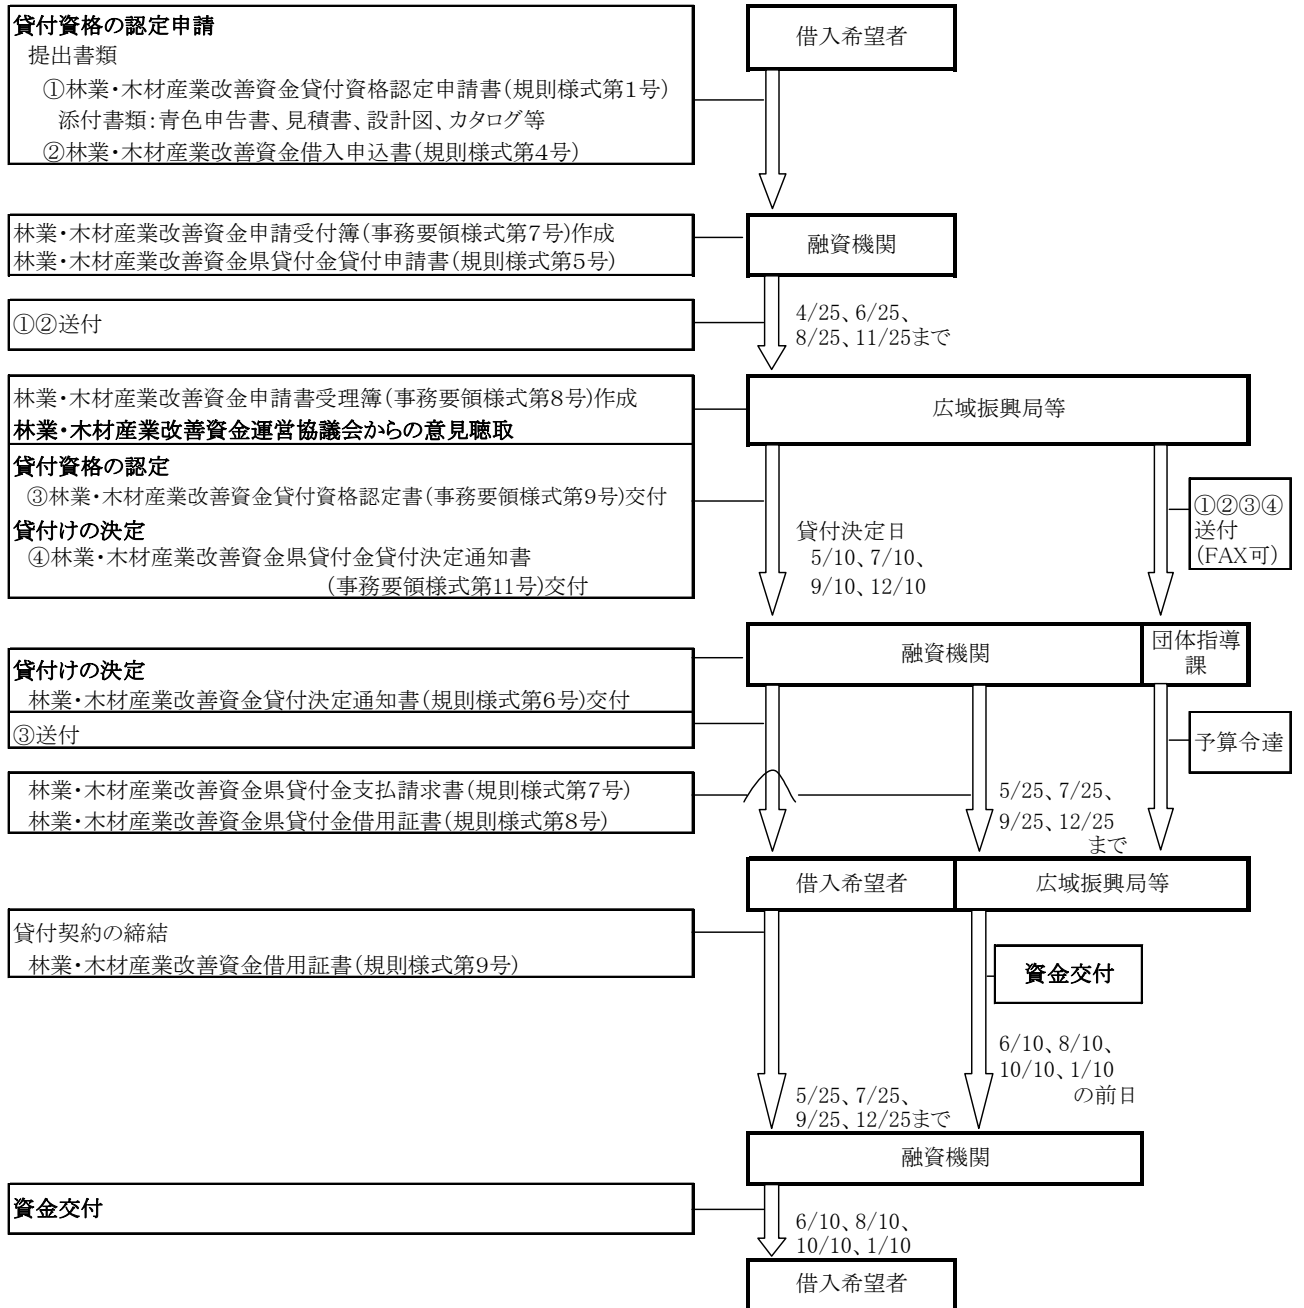 貸付資格の認定申請
提出書類
①林業・木材産業改善資金貸付資格認定申請書(規則様式第1号)
添付書類:青色申告書、見積書、設計図、カタログ等
②林業・木材産業改善資金借入申込書(規則様式第4号)
借入希望者
林業・木材産業改善資金申請受付簿(事務要領様式第7号)作成
林業・木材産業改善資金県貸付金貸付申請書(規則様式第5号)
融資機関
①②送付
4/25、6/25、
8/25、11/25まで
林業・木材産業改善資金申請書受理簿(事務要領様式第8号)作成
林業・木材産業改善資金運営協議会からの意見聴取
広域振興局等
貸付資格の認定
③林業・木材産業改善資金貸付資格認定書(事務要領様式第9号)交付
貸付けの決定
④林業・木材産業改善資金県貸付金貸付決定通知書
(事務要領様式第11号)交付
貸付決定日
5/10、7/10、
9/10、12/10
①②③④
送付
(FAX可)
融資機関
団体指導
課
貸付けの決定
林業・木材産業改善資金貸付決定通知書(規則様式第6号)交付
③送付
予算令達
林業・木材産業改善資金県貸付金支払請求書(規則様式第7号)
林業・木材産業改善資金県貸付金借用証書(規則様式第8号)
5/25、7/25、
9/25、12/25
まで
借入希望者
広域振興局等
貸付契約の締結
林業・木材産業改善資金借用証書(規則様式第9号)
資金交付
6/10、8/10、
10/10、1/10
の前日
5/25、7/25、
9/25、12/25まで
融資機関
資金交付
6/10、8/10、
10/10、1/10
借入希望者